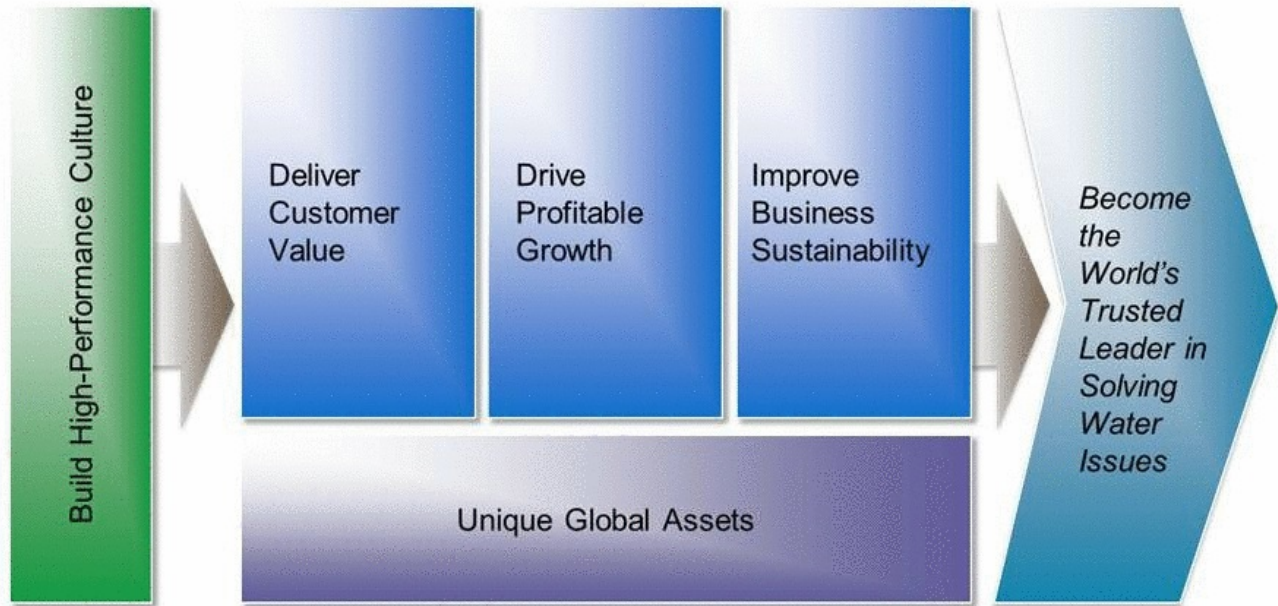 Build High-Performance Culture
Deliver
Customer
Value
Drive
Profitable
Growth
Improve
Business
Sustainability
Unique Global Assets
Become
the
World's
Trusted
Leader in
Solving
Water
Issues